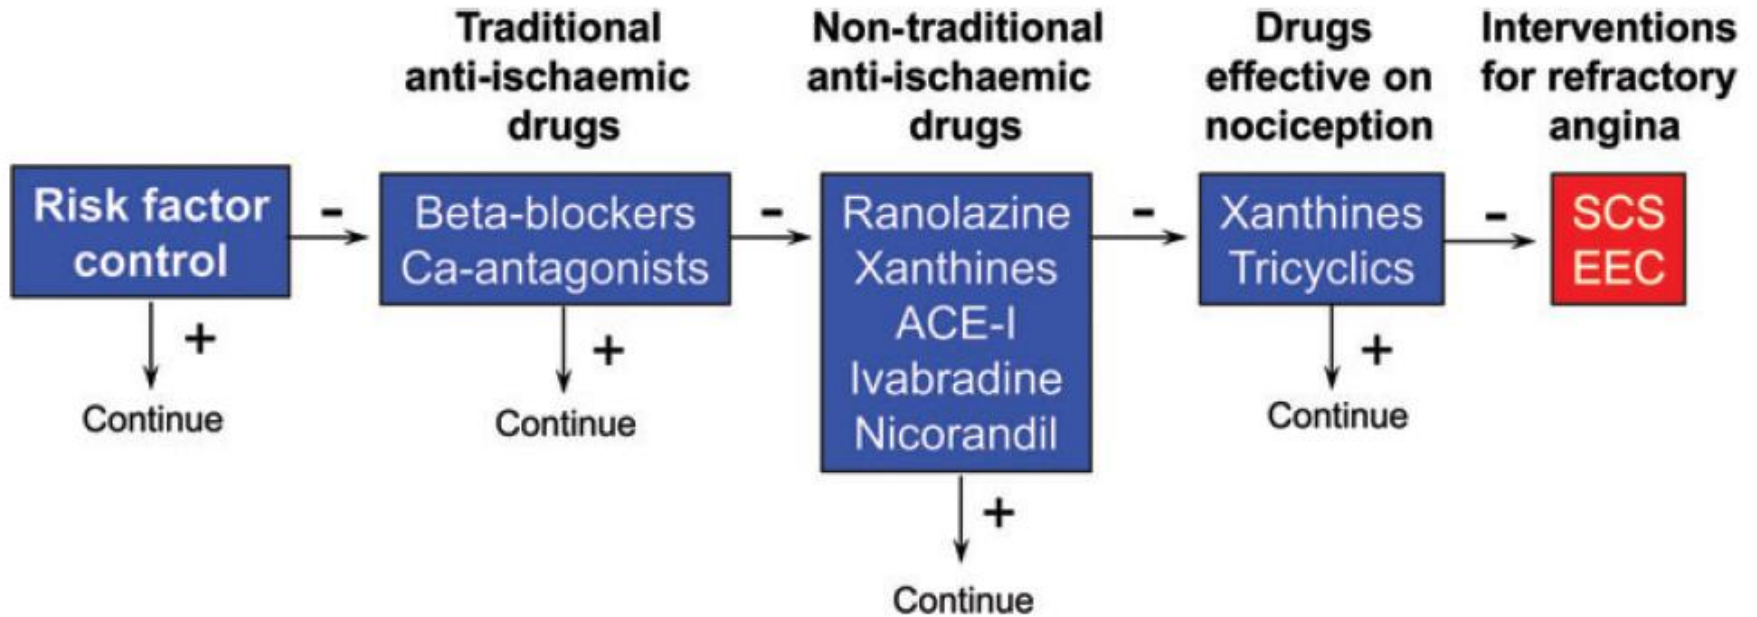 Traditional
anti-ischaemic
drugs
Non-traditional
anti-ischaemic
drugs
Drugs
effective on
nociception
Interventions
for refractory
angina
Risk factor
control
-
+
Continue
Beta-blockers
Ca-antagonists
-
+
Continue
Ranolazine
Xanthines
ACE-I
Ivabradine
Nicorandil
-
+
Continue
Xanthines
Tricyclics
-
+
Continue
SCS
EEC